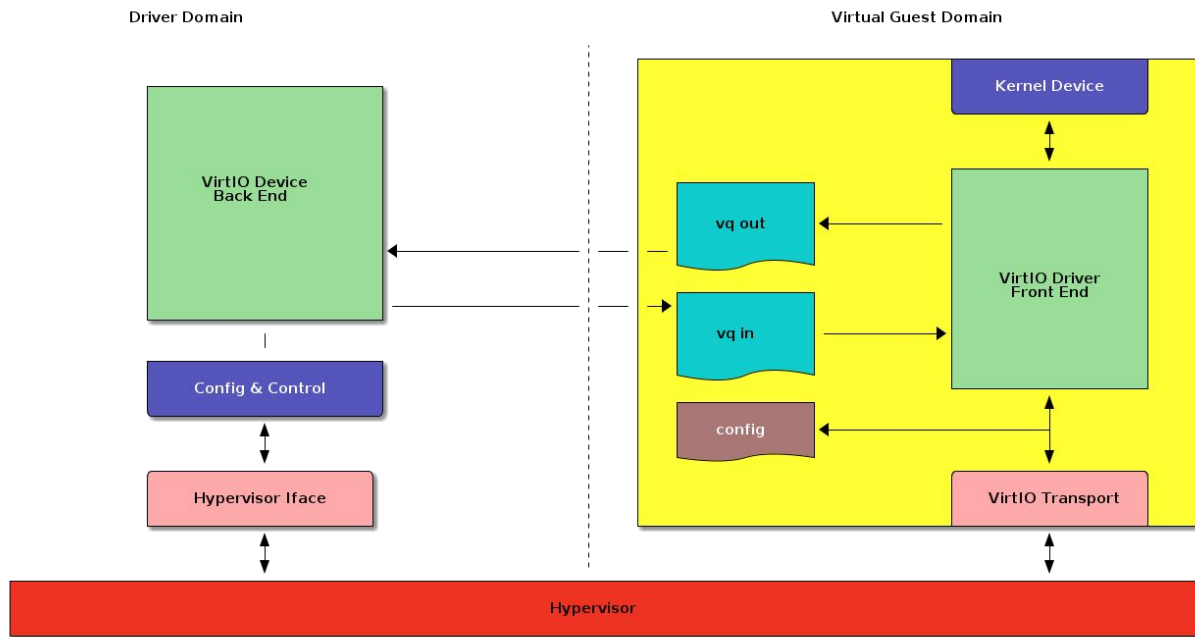 Driver Domain
Virtual Guest Domain
Kernel Device
VirtIO Device
Back End
vq out
VirtIO Driver
Front End
vq in
Config & Control
config
Hypervisor Iface
VirtIO Transport
Hypervisor